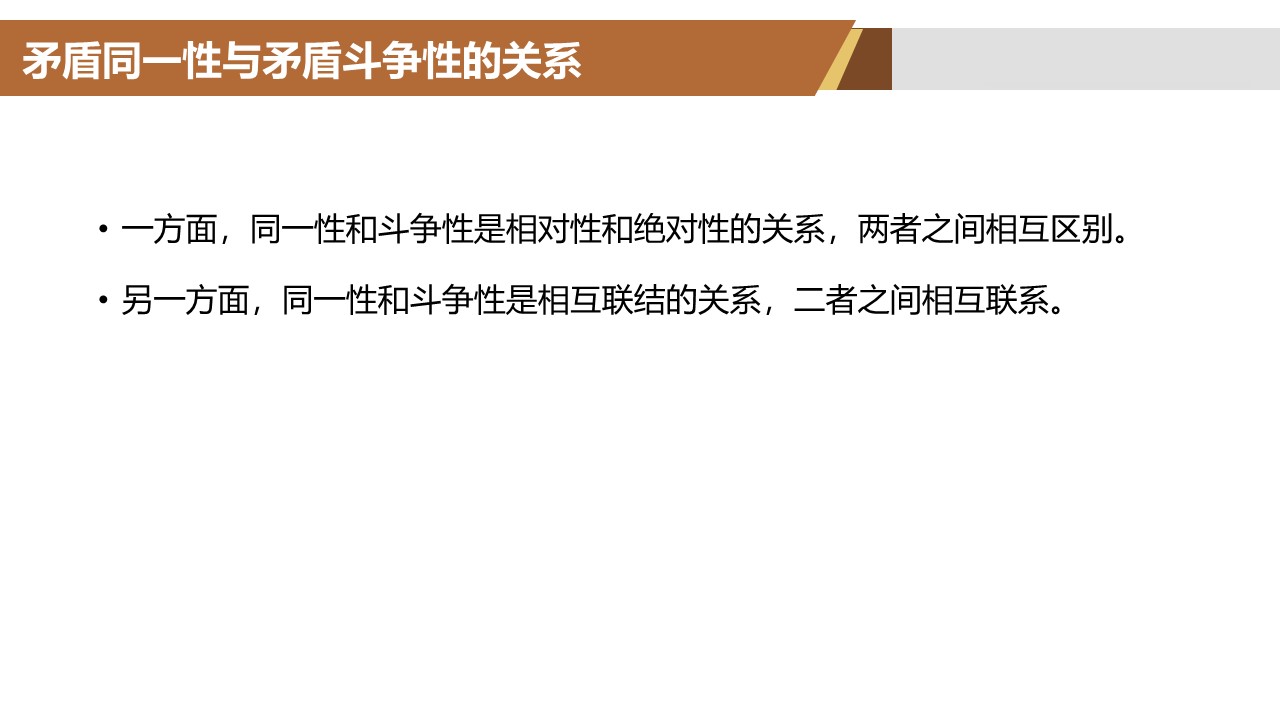 矛盾同一性与矛盾斗争性的关系
• 一方面，同一性和斗争性是相对性和绝对性的关系，两者之间相互区别。
• 另一方面，同一性和斗争性是相互联结的关系，二者之间相互联系。